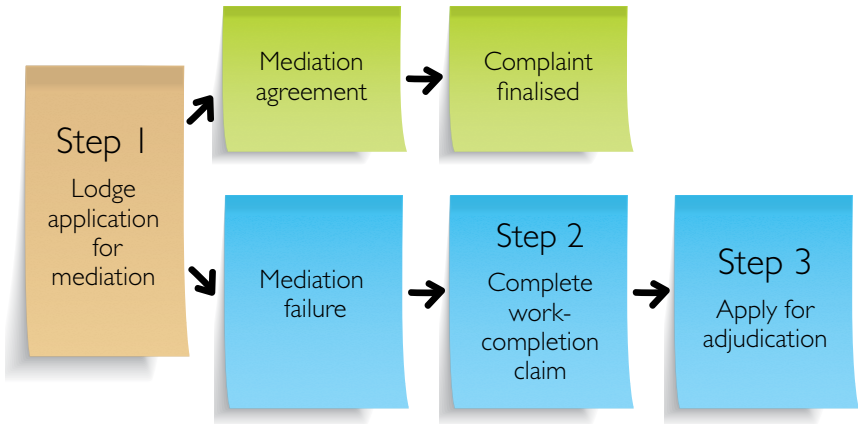 Step 1
Lodge
application
for
mediation
Mediation
agreement
Complaint
finalised
Mediation
failure
Step 2
Complete
work-
completion
claim
Step 3
Apply for
adjudication